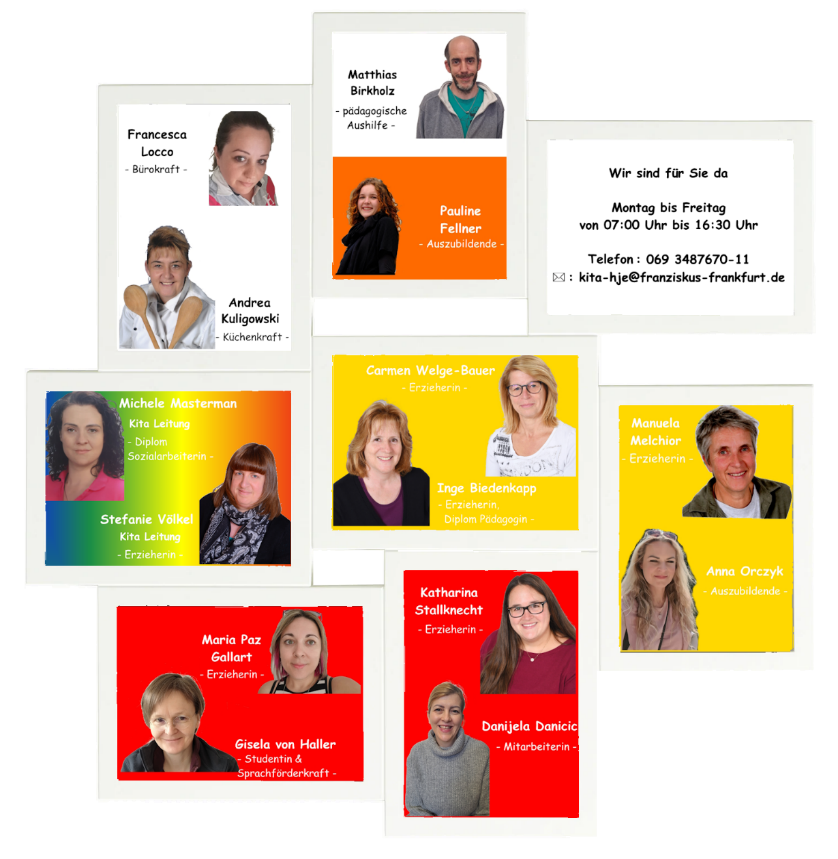 Matthias
Birkholz
- pädagogische
Aushilfe -
Pauline
Fellner
- Auszubildende -
Francesca
Locco
- Bürokraft -
Andrea
Kuligowski
- Küchenkraft -
Wir sind für Sie da
Montag bis Freitag
von 07:00 Uhr bis 16:30 Uhr
Telefon : 069 3487670-11
✉ : kita-hje@franziskus-frankfurt.de
Michele Masterman
Kita Leitung
- Diplom
Sozialarbeiterin -
Stefanie Völkel
Kita Leitung
- Erzieherin -
Carmen Welge-Bauer
- Erzieherin -
Inge Biedenkapp
- Erzieherin,
Diplom Pädagogin -
Manuela
Melchior
- Erzieherin -
Anna Orczyk
- Auszubildende -
Maria Paz
Gallart
- Erzieherin -
Gisela von Haller
- Studentin &
Sprachförderkraft -
Katharina
Stallknecht
- Erzieherin -
Danijela Danicic
- Mitarbeiterin -